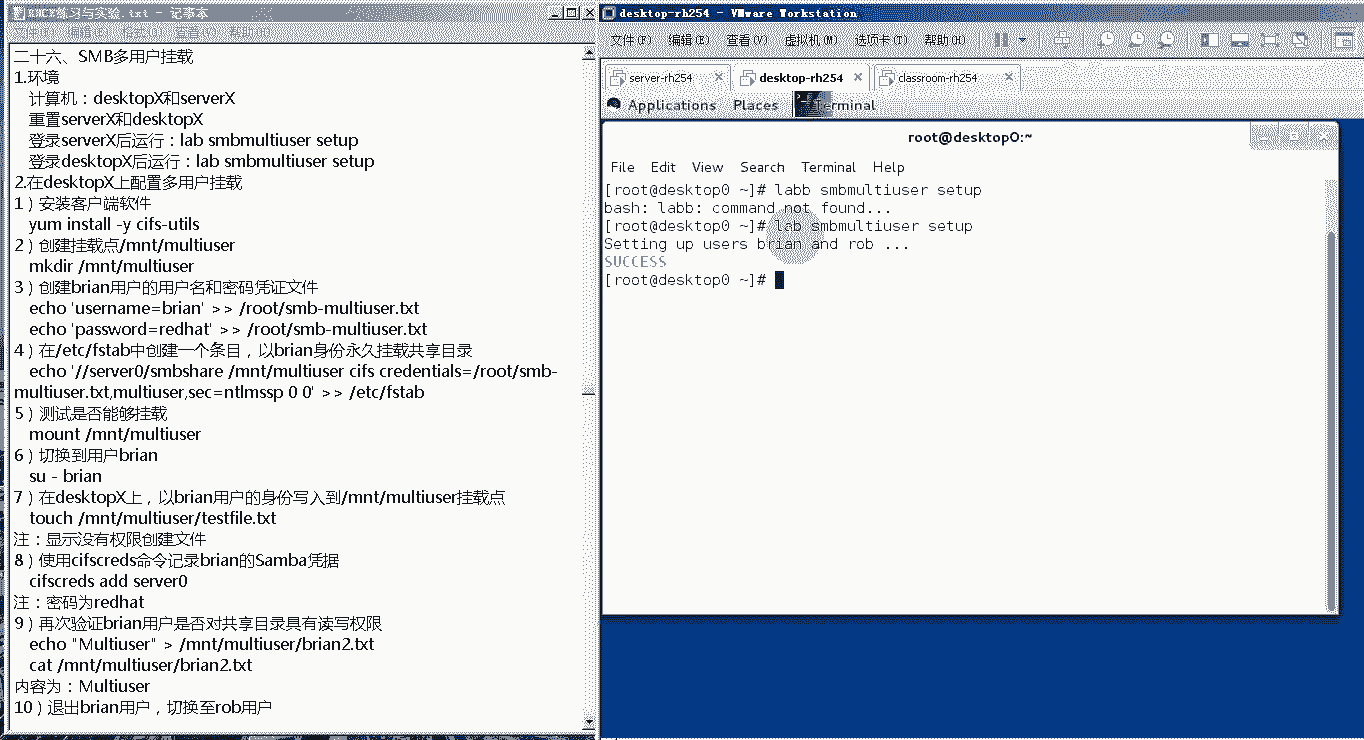 RHCE练习与实验.txt - 记事本
文件(F) 编辑(E) 格式(O) 查看(V) 帮助(H)
二十六、SMB多用户挂载
1.环境
计算机：desktopX和serverX
重置serverX和desktopX
登录serverX后运行：lab smbmultiuser setup
登录desktopX后运行：lab smbmultiuser setup
2.在desktopX上配置多用户挂载
1）安装客户端软件
yum install -y cifs-utils
2）创建挂载点/mnt/multiuser
mkdir /mnt/multiuser
3）创建brian用户的用户名和密码凭证文件
echo 'username=brian' >> /root/smb-multiuser.txt
echo 'password=redhat' >> /root/smb-multiuser.txt
4）在/etc/fstab中创建一个条目，以brian身份永久挂载共享目录
echo '//server0/smbshare /mnt/multiuser cifs credentials=/root/smb-
multiuser.txt,multiuser,sec=ntlmssp 0 0' >> /etc/fstab
5）测试是否能够挂载
mount /mnt/multiuser
6）切换到用户brian
su - brian
7）在desktopX上，以brian用户的身份写入到/mnt/multiuser挂载点
touch /mnt/multiuser/testfile.txt
注：显示没有权限创建文件
8）使用cifscreds命令记录brian的Samba凭据
cifscreds add server0
注：密码为redhat
9）再次验证brian用户是否对共享目录具有读写权限
echo "Multiuser" > /mnt/multiuser/brian2.txt
cat /mnt/multiuser/brian2.txt
内容为：Multiuser
10）退出brian用户，切换至rob用户
desktop-rh254 - VMware Workstation
文件(F) 编辑(E) 查看(V) 虚拟机(M) 选项卡(T) 帮助(H)
server-rh254 desktop-rh254 classroom-rh254
Applications Places Terminal
root@desktop0:~
File Edit View Search Terminal Help
[root@desktop0 ~]# labb smbmultiuser setup
bash: labb: command not found...
[root@desktop0 ~]# lab smbmultiuser setup
Setting up users brian and rob ...
SUCCESS
[root@desktop0 ~]#